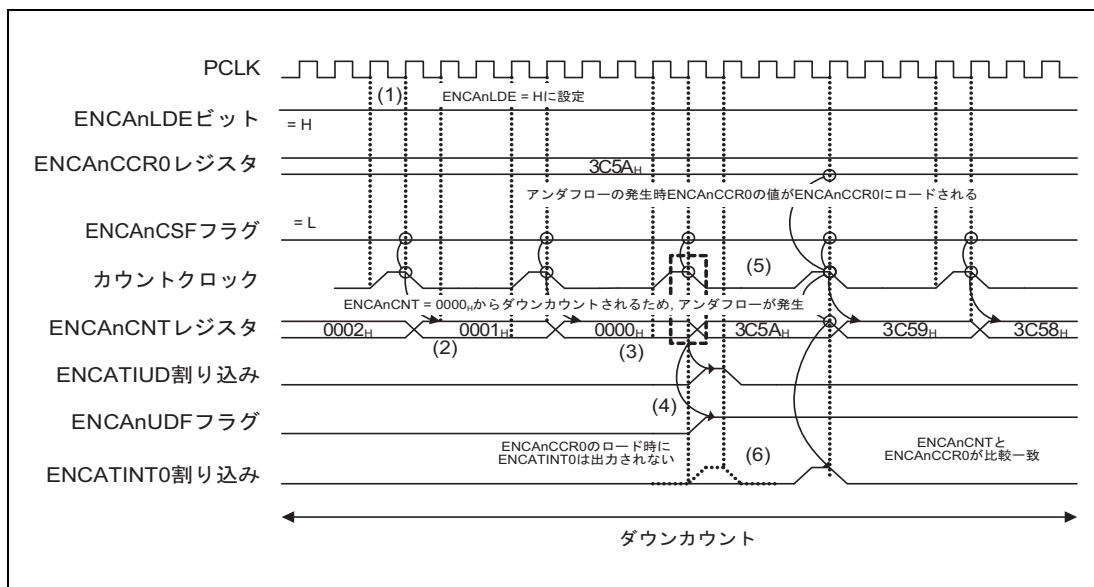 PCLK
(1)
ENCAnLDE = Hに設定
ENCAnLDEビット
= H
ENCAnCCR0レジスタ
3C5AH
アンダフローの発生時ENCAnCCR0の値がENCAnCCR0にロードされる
ENCAnCSFフラグ
= L
カウントクロック
(5)
ENCAnCNT = 0000Hからダウンカウントされるため, アンダフローが発生
ENCAnCNTレジスタ
0002H
0001H
0000H
3C5AH
3C59H
3C58H
(2)
(3)
ENCATIUD割り込み
(4)
ENCAnUDFフラグ
ENCAnCCR0のロード時に
ENCATINT0は出力されない
(6)
ENCAnCNTと
ENCAnCCR0が比較一致
ENCATINT0割り込み
ダウンカウント